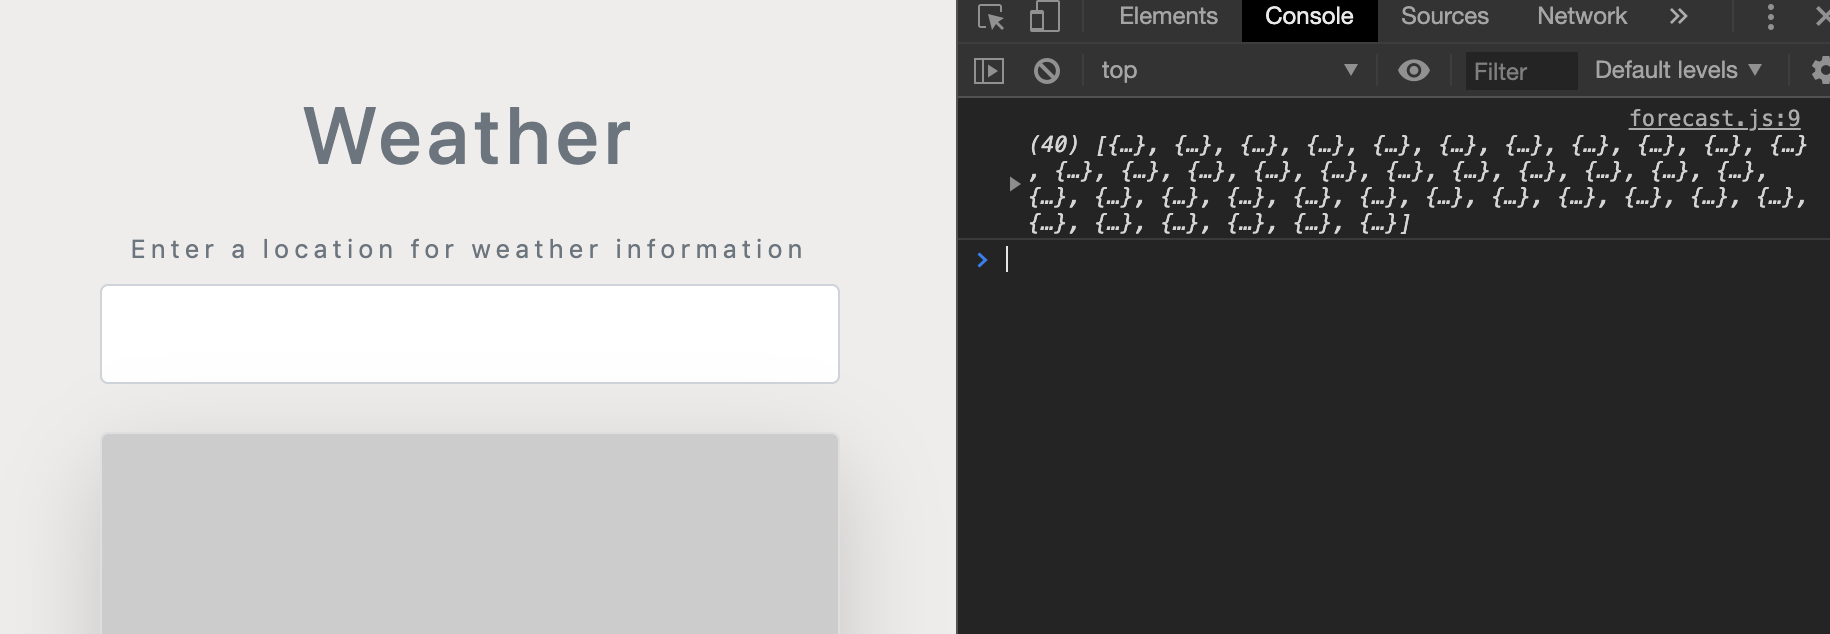 Weather
Enter a location for weather information
Elements Console Sources Network »
top Filter Default levels
forecast.js:9
(40) [{…}, {…}, {…}, {…}, {…}, {…}, {…}, {…}, {…}, {…}, {…}
, {…}, {…}, {…}, {…}, {…}, {…}, {…}, {…}, {…}, {…}, {…},
{…}, {…}, {…}, {…}, {…}, {…}, {…}, {…}, {…}, {…}, {…}, {…},
{…}, {…}, {…}, {…}, {…}, {…}]